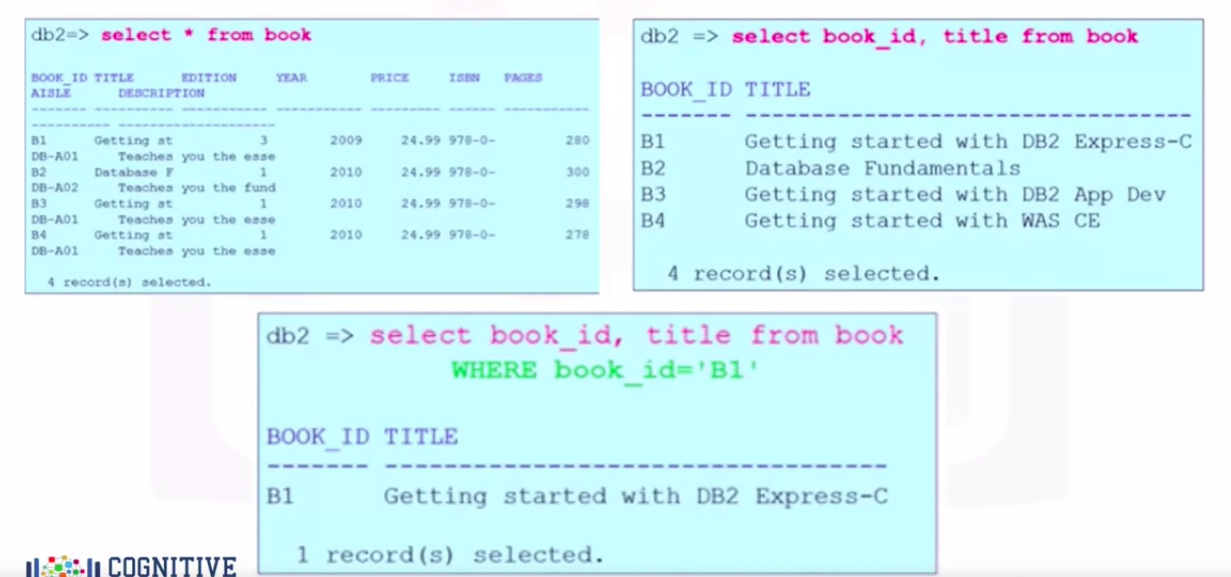 db2=> select * from book
BOOK_ID TITLE EDITION YEAR PRICE ISBN PAGES
AISLE DESCRIPTION
------- ---------- ----------- ----------- --------- ------ -----------
---------- --------------------
B1 Getting st 3 2009 24.99 978-0- 280
DB-A01 Teaches you the esse
B2 Database F 1 2010 24.99 978-0- 300
DB-A02 Teaches you the fund
B3 Getting st 1 2010 24.99 978-0- 298
DB-A01 Teaches you the esse
B4 Getting st 1 2010 24.99 978-0- 278
DB-A01 Teaches you the esse
4 record(s) selected.
db2 => select book_id, title from book
BOOK_ID TITLE
------- -----------------------------------
B1 Getting started with DB2 Express-C
B2 Database Fundamentals
B3 Getting started with DB2 App Dev
B4 Getting started with WAS CE
4 record(s) selected.
db2 => select book_id, title from book
WHERE book_id='B1'
BOOK_ID TITLE
------- -----------------------------------
B1 Getting started with DB2 Express-C
1 record(s) selected.
COGNITIVE